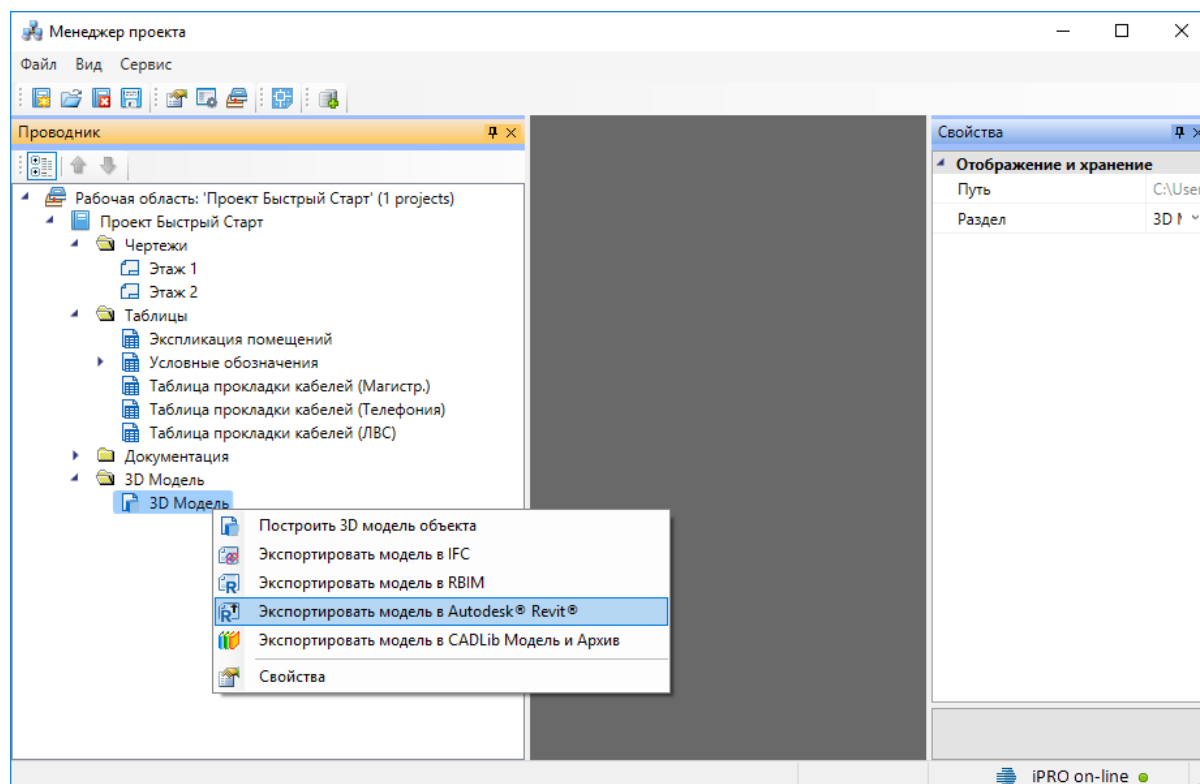 Менеджер проекта
Файл Вид Сервис
Проводник
Рабочая область: 'Проект Быстрый Старт' (1 projects)
Проект Быстрый Старт
Чертежи
Этаж 1
Этаж 2
Таблицы
Экспликация помещений
Условные обозначения
Таблица прокладки кабелей (Магистр.)
Таблица прокладки кабелей (Телефония)
Таблица прокладки кабелей (ЛВС)
Документация
3D Модель
3D Модель
Построить 3D модель объекта
Экспортировать модель в IFC
Экспортировать модель в RBIM
Экспортировать модель в Autodesk® Revit®
Экспортировать модель в CADLib Модель и Архив
Свойства
Свойства
Отображение и хранение
Путь C:\User
Раздел 3D
iPRO on-line